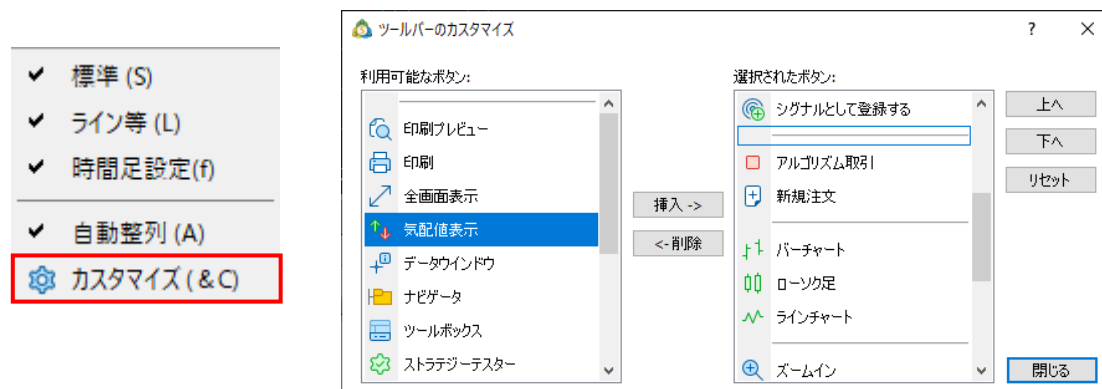 標準 (S)
ライン等 (L)
時間足設定(f)
自動整列 (A)
カスタマイズ ( & C)
ツールバーのカスタマイズ
?
利用可能なボタン:
印刷プレビュー
印刷
全画面表示
気配値表示
データウインドウ
ナビゲータ
ツールボックス
ストラテジーテスター
挿入 ->
<- 削除
選択されたボタン:
シグナルとして登録する
アルゴリズム取引
新規注文
バーチャート
ローソク足
ラインチャート
ズームイン
上へ
下へ
リセット
閉じる